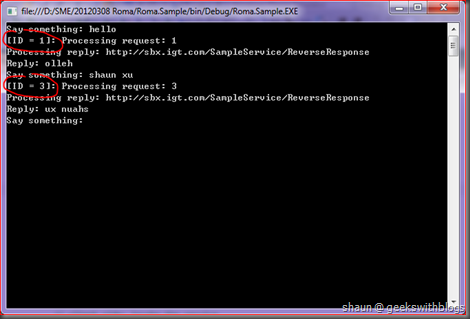 file:///D:/SME/20120308 Roma/Roma.Sample/bin/Debug/Roma.Sample.EXE
Say something: hello
[ID = 1]: Processing request: 1
Processing reply: http://sbx.igt.com/SampleService/ReverseResponse
Reply: olleh
Say something: shaun xu
[ID = 3]: Processing request: 3
Processing reply: http://sbx.igt.com/SampleService/ReverseResponse
Reply: ux nuahs
Say something:
shaun @ geekswithblogs